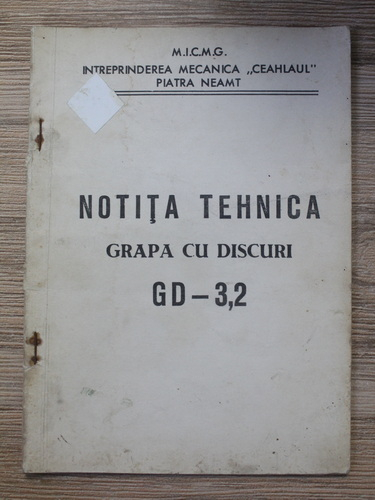 M.I.C.M.G.
INTREPRINDEREA MECANICA „CEAHLAUL"
PIATRA NEAMT
NOTIŢA TEHNICA
GRAPA CU DISCURI
GD – 3,2